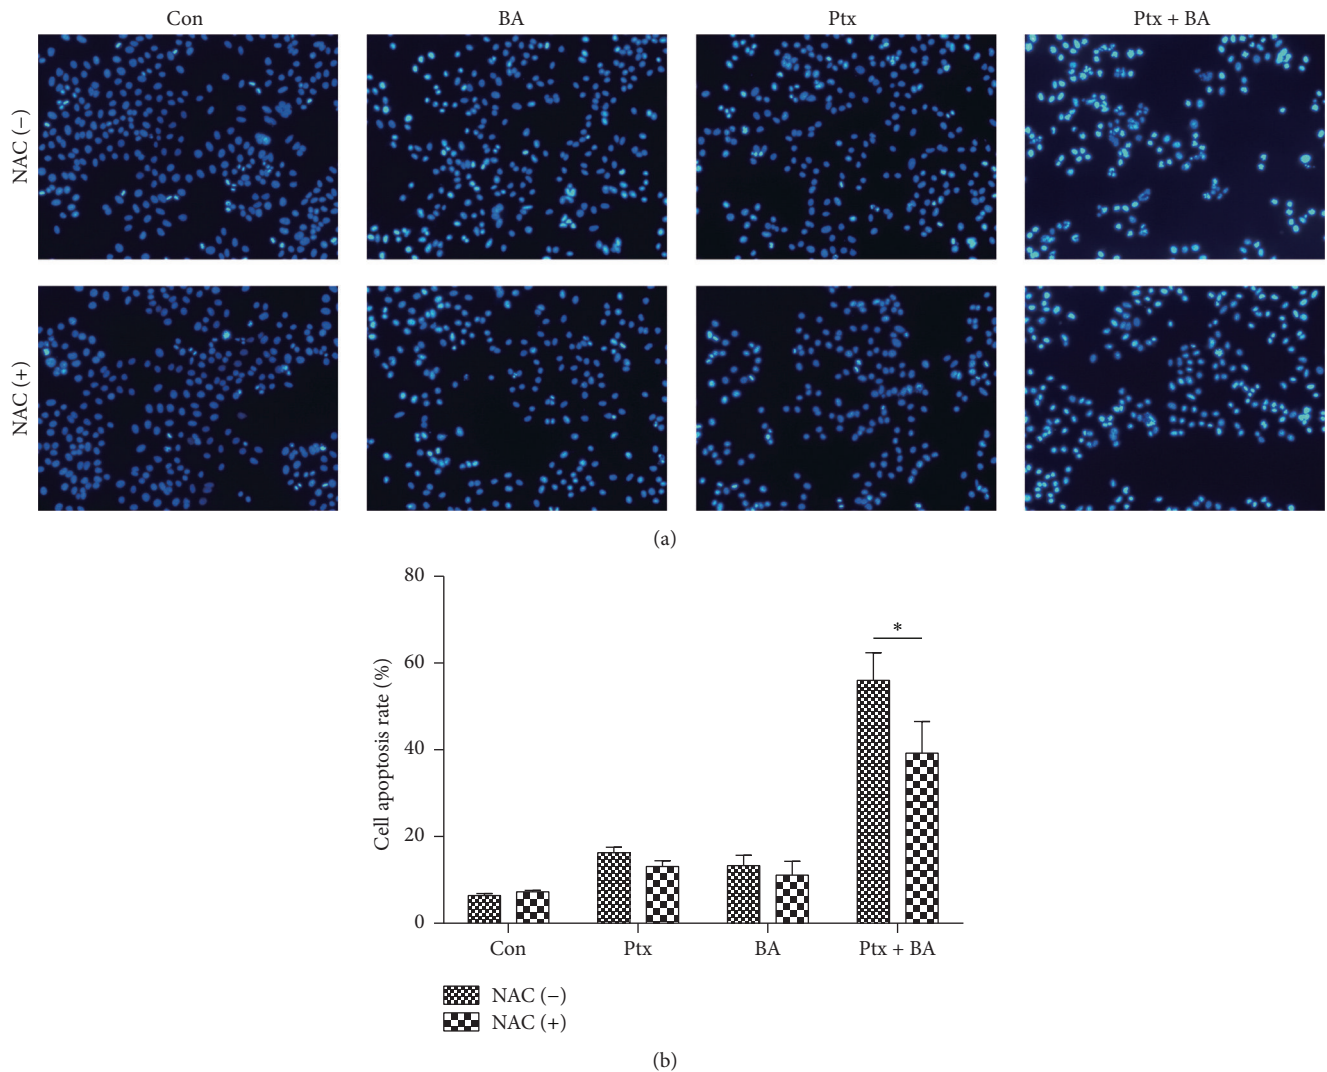 Con BA Ptx Ptx + BA
NAC (−)
NAC (+)
(a)
80
60
40
20
0
Cell apoptosis rate (%)
*
Con Ptx BA Ptx + BA
NAC (−)
NAC (+)
(b)